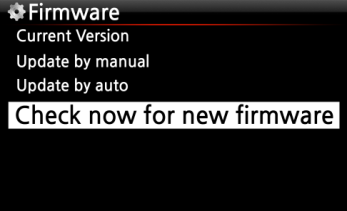 Firmware
Current Version
Update by manual
Update by auto
Check now for new firmware